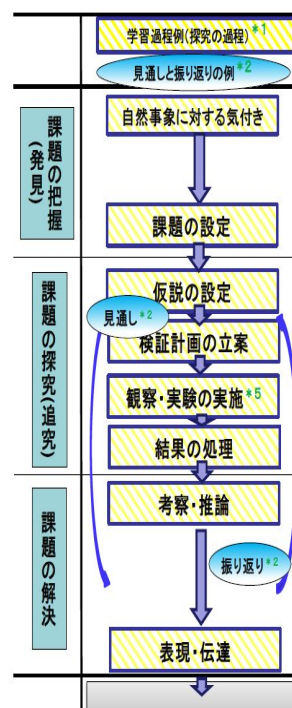 学習過程例(探究の過程)*1
見通しと振り返りの例*2
課題の把握(発見)
自然事象に対する気付き
課題の設定
課題の探究(追究)
仮説の設定
見通し*2
検証計画の立案
観察・実験の実施*5
結果の処理
課題の解決
考察・推論
振り返り*2
表現・伝達